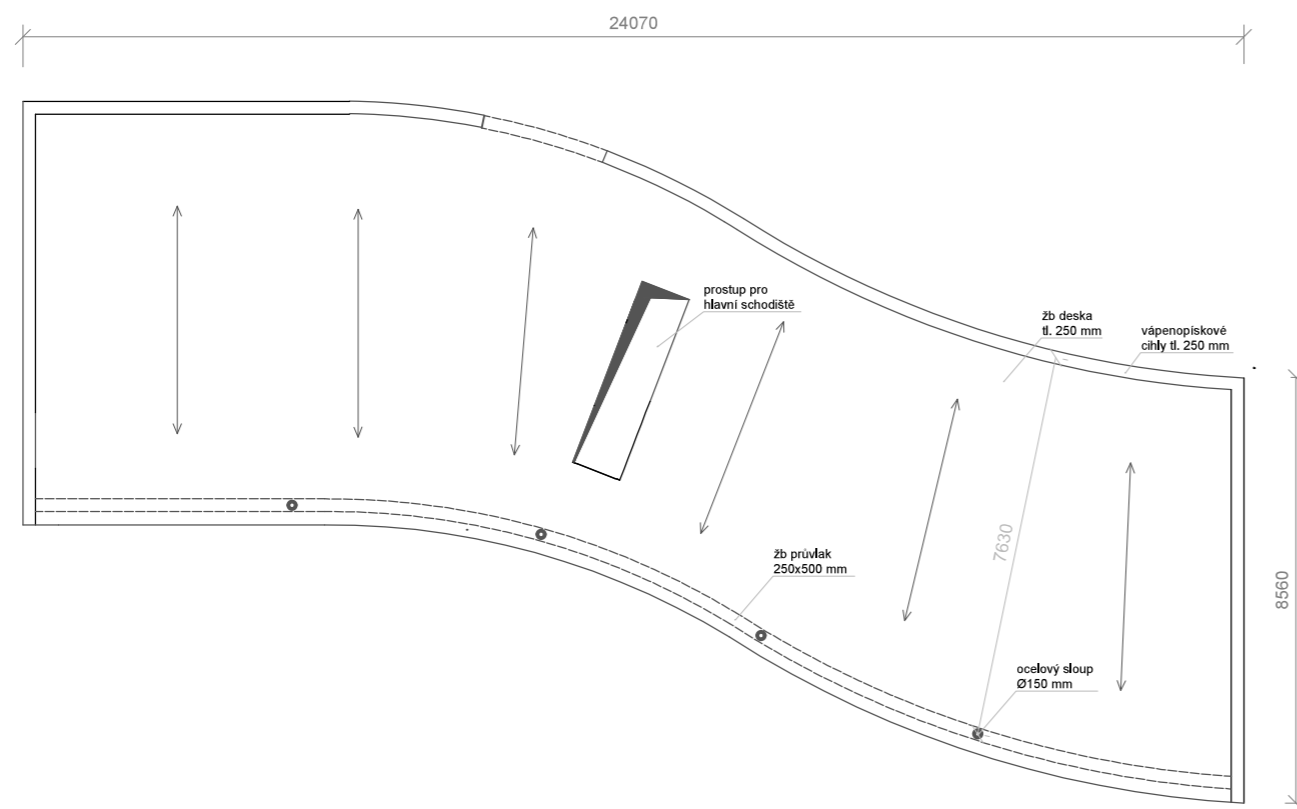 24070
prostup pro
hlavní schodiště
žb deska
tl. 250 mm
vápenopískové
cihly tl. 250 mm
7630
8560
žb průvlak
250x500 mm
ocelový sloup
Ø150 mm